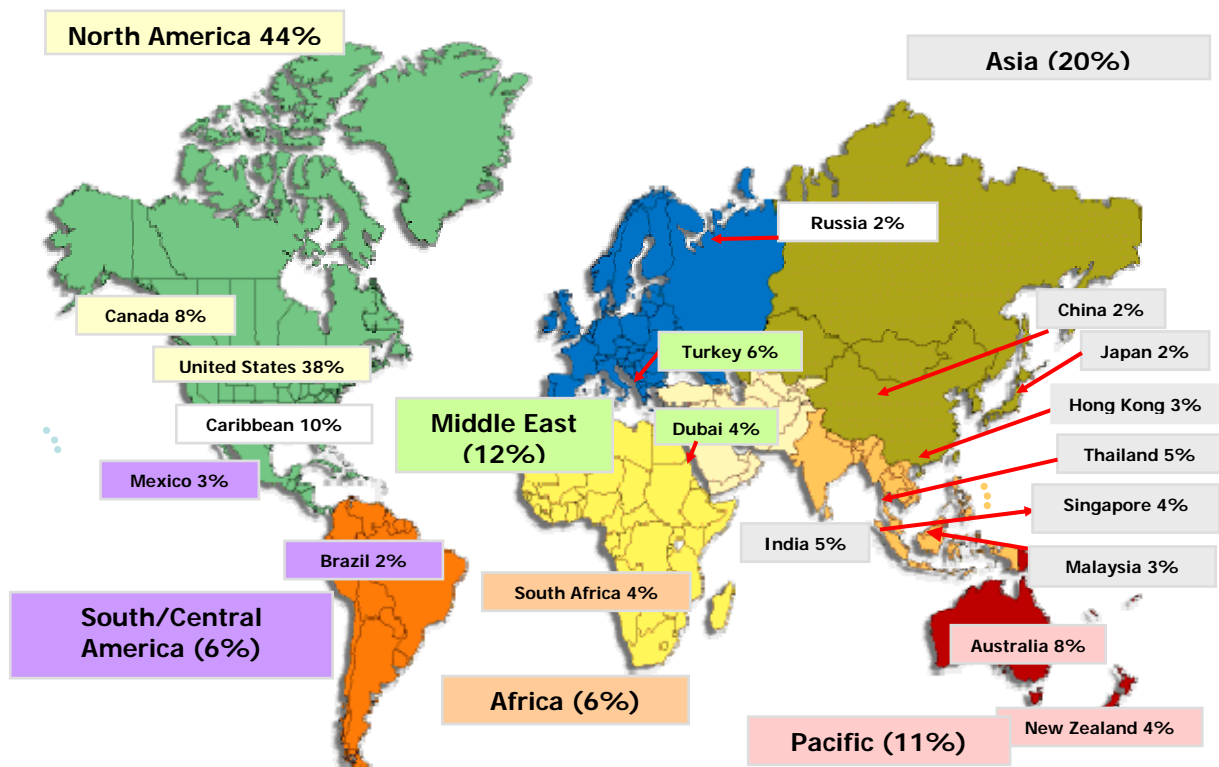 North America 44%
Asia (20%)
Russia 2%
China 2%
Canada 8%
Japan 2%
Turkey 6%
United States 38%
Hong Kong 3%
Caribbean 10%
Middle East
(12%)
Dubai 4%
Thailand 5%
Mexico 3%
Singapore 4%
India 5%
Brazil 2%
Malaysia 3%
South Africa 4%
South/Central
America (6%)
Australia 8%
Africa (6%)
New Zealand 4%
Pacific (11%)